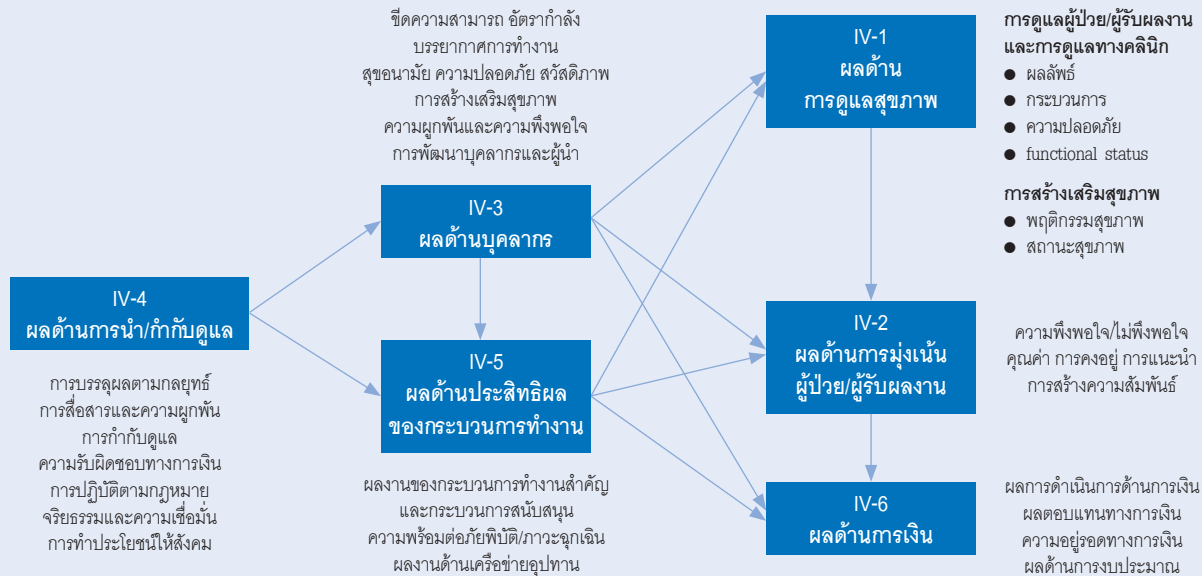 ขีดความสามารถ อัตรากำลัง
บรรยากาศการทำงาน
สุขอนามัย ความปลอดภัย สวัสดิภาพ
การสร้างเสริมสุขภาพ
ความผูกพันและความพึงพอใจ
การพัฒนาบุคลากรและผู้นำ
IV-3
ผลด้านบุคลากร
IV-4
ผลด้านการนำ/กำกับดูแล
การบรรลุผลตามกลยุทธ์
การสื่อสารและความผูกพัน
การกำกับดูแล
ความรับผิดชอบทางการเงิน
การปฏิบัติตามกฎหมาย
จริยธรรมและความเชื่อมั่น
การทำประโยชน์ให้สังคม
IV-5
ผลด้านประสิทธิผล
ของกระบวนการทำงาน
ผลงานของกระบวนการทำงานสำคัญ
และกระบวนการสนับสนุน
ความพร้อมต่อภัยพิบัติ/ภาวะฉุกเฉิน
ผลงานด้านเครือข่ายอุปทาน
IV-1
ผลด้าน
การดูแลสุขภาพ
การดูแลผู้ป่วย/ผู้รับผลงาน
และการดูแลทางคลินิก
● ผลลัพธ์
● กระบวนการ
● ความปลอดภัย
● functional status
การสร้างเสริมสุขภาพ
● พฤติกรรมสุขภาพ
● สถานะสุขภาพ
IV-2
ผลด้านการมุ่งเน้น
ผู้ป่วย/ผู้รับผลงาน
ความพึงพอใจ/ไม่พึงพอใจ
คุณค่า การคงอยู่ การแนะนำ
การสร้างความสัมพันธ์
IV-6
ผลด้านการเงิน
ผลการดำเนินการด้านการเงิน
ผลตอบแทนทางการเงิน
ความอยู่รอดทางการเงิน
ผลด้านการงบประมาณ